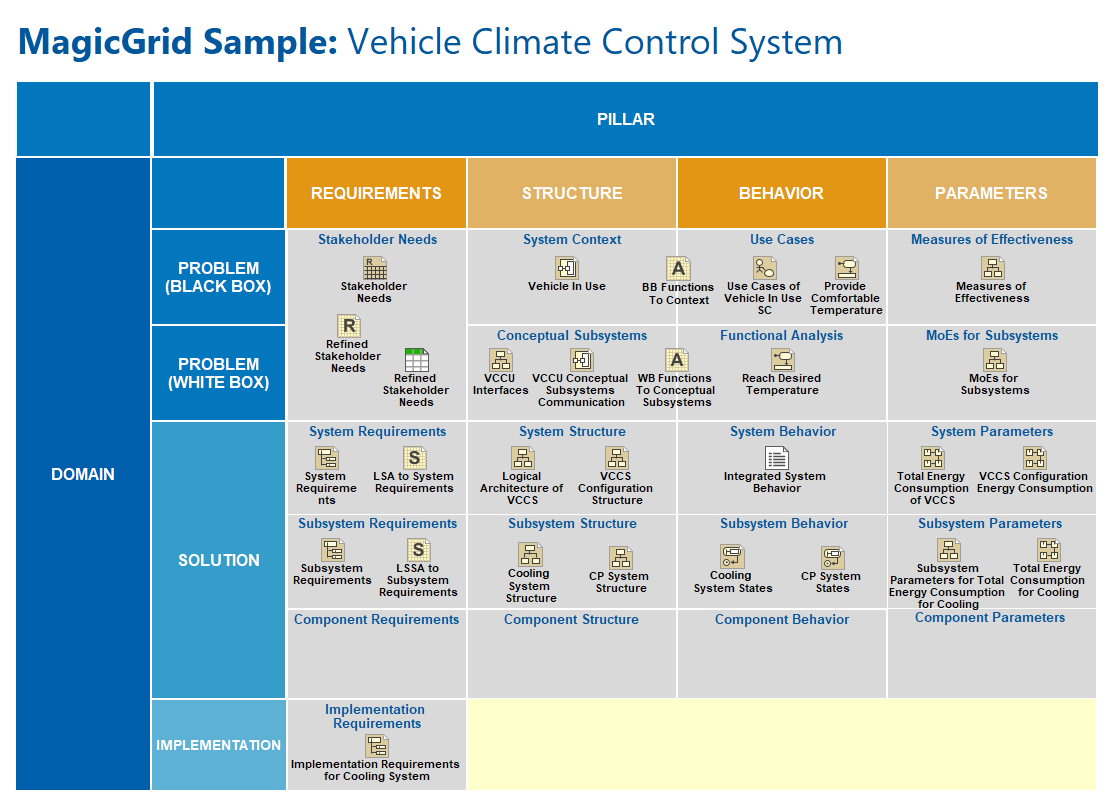 MagicGrid Sample: Vehicle Climate Control System
PILLAR
DOMAIN
REQUIREMENTS
STRUCTURE
BEHAVIOR
PARAMETERS
PROBLEM
(BLACK BOX)
Stakeholder Needs
R
Stakeholder
Needs
R
Refined
Stakeholder
Needs
Refined
Stakeholder
Needs
System Context
Vehicle In Use
A
BB Functions
To Context
Use Cases
Use Cases of
Vehicle In Use
SC
Provide
Comfortable
Temperature
Measures of Effectiveness
Measures of
Effectiveness
PROBLEM
(WHITE BOX)
Conceptual Subsystems
VCCU
Interfaces
VCCU Conceptual
Subsystems
Communication
A
WB Functions
To Conceptual
Subsystems
Functional Analysis
Reach Desired
Temperature
MoEs for Subsystems
MoEs for
Subsystems
SOLUTION
System Requirements
System
Requireme
nts
S
LSA to System
Requirements
System Structure
Logical
Architecture of
VCCS
VCCS
Configuration
Structure
System Behavior
Integrated System
Behavior
System Parameters
Total Energy
Consumption
of VCCS
VCCS Configuration
Energy Consumption
Subsystem Requirements
Subsystem
Requirements
S
LSSA to
Subsystem
Requirements
Subsystem Structure
Cooling
System
Structure
CP System
Structure
Subsystem Behavior
Cooling
System States
CP System
States
Subsystem Parameters
Subsystem
Parameters for Total
Energy Consumption
for Cooling
Total Energy
Consumption
for Cooling
Component Requirements
Component Structure
Component Behavior
Component Parameters
IMPLEMENTATION
Implementation
Requirements
Implementation Requirements
for Cooling System